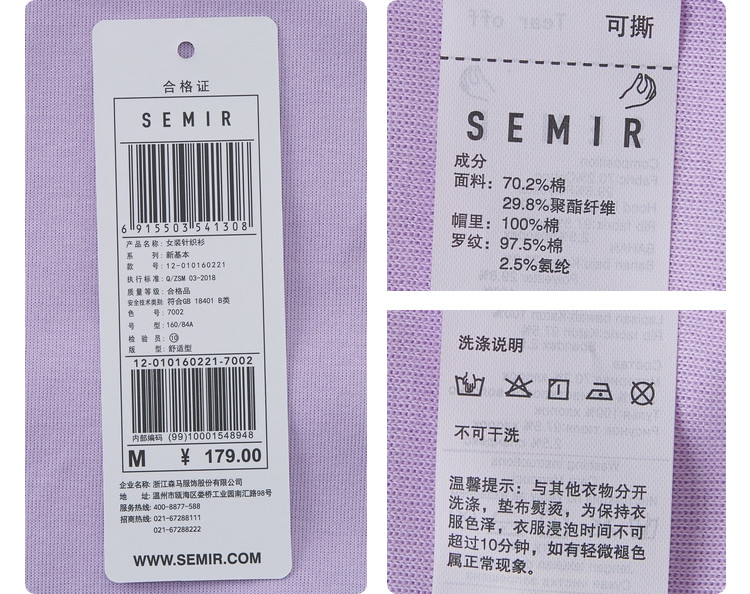 合格证
SEMIR
6 915503 541308
产品名称: 女装针织衫
系 列: 新基本
款 号: 12-010160221
执行标准: Q/ZSM 03-2018
质量等级: 合格品
安全技术类别: 符合GB 18401 B类
色 号: 7002
号 型: 160/84A
检 验 员: ⑩
版 型: 舒适型
12-010160221-7002
内部编码 (99)10001548948
M ¥ 179.00
企业名称: 浙江森马服饰股份有限公司
地 址: 温州市瓯海区娄桥工业园南汇路98号
服务热线: 400-8877-588
招商热线: 021-67288111
021-67288222
WWW.SEMIR.COM
Tear off
可撕
SEMIR
成分
面料: 70.2%棉
29.8%聚酯纤维
帽里: 100%棉
罗纹: 97.5%棉
2.5%氨纶
洗涤说明
不可干洗
温馨提示: 与其他衣物分开
洗涤, 垫布熨烫, 为保持衣
服色泽, 衣服浸泡时间不可
超过10分钟, 如有轻微褪色
属正常现象。